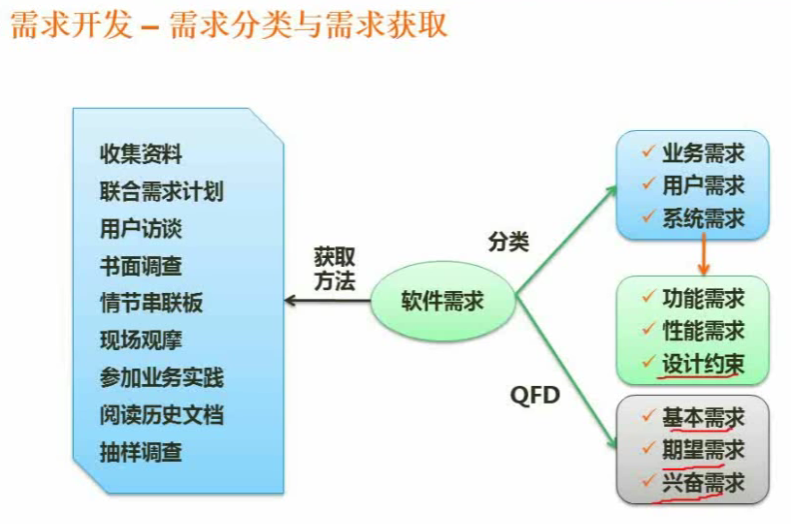 需求开发 – 需求分类与需求获取
收集资料
联合需求计划
用户访谈
书面调查
情节串联板
现场观摩
参加业务实践
阅读历史文档
抽样调查
获取
方法
软件需求
分类
QFD
✓ 业务需求
✓ 用户需求
✓ 系统需求
✓ 功能需求
✓ 性能需求
✓ 设计约束
✓ 基本需求
✓ 期望需求
✓ 兴奋需求